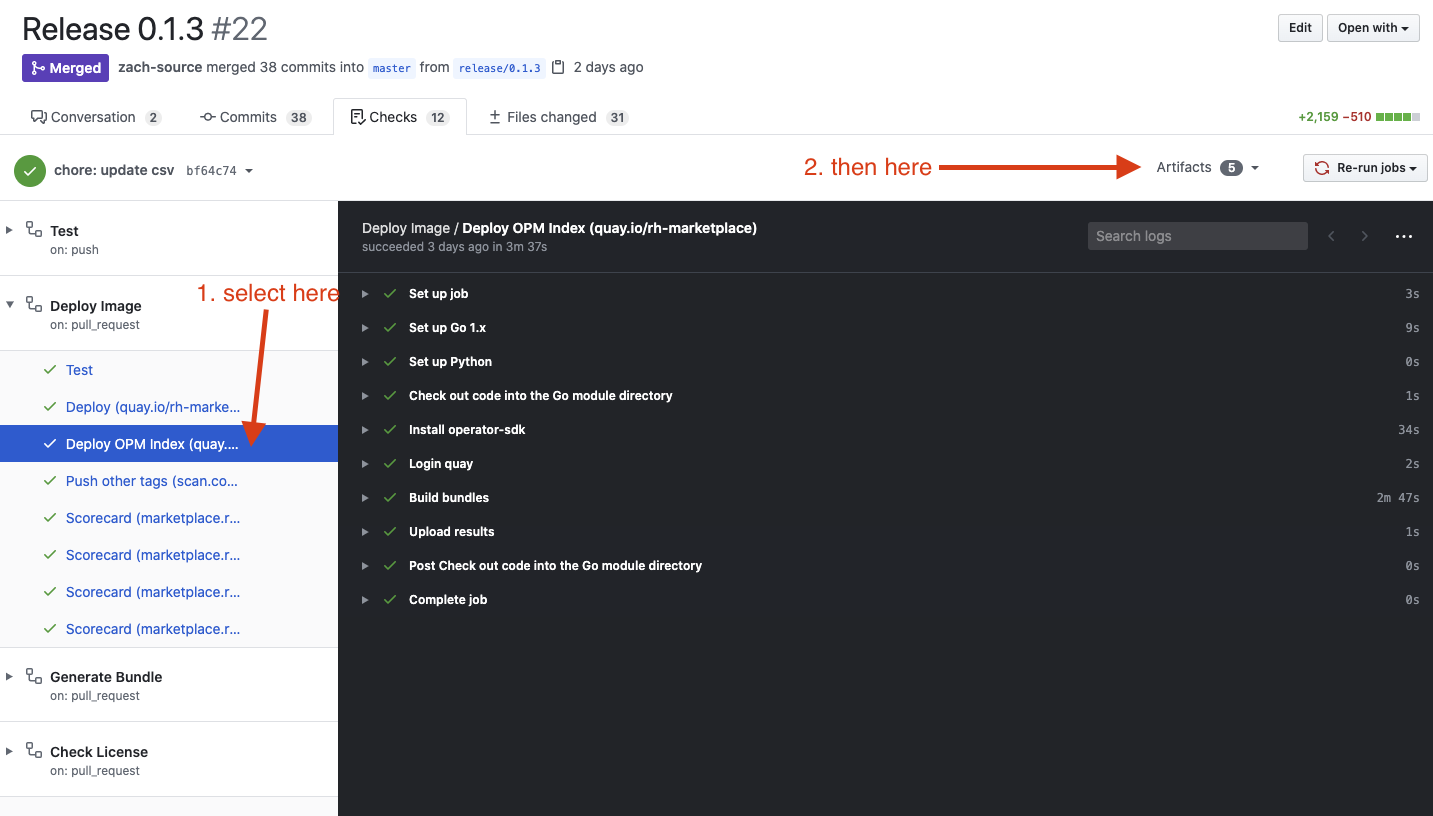 Release 0.1.3 #22
Edit
Open with
Merged
zach-source merged 38 commits into master from release/0.1.3 2 days ago
Conversation 2
Commits 38
Checks 12
Files changed 31
+2,159 −510
chore: update csv bf64c74
2. then here
Artifacts 5
Re-run jobs
Test
on: push
Deploy Image
on: pull_request
1. select here
Test
Deploy (quay.io/rh-marke...
Deploy OPM Index (quay....
Push other tags (scan.co...
Scorecard (marketplace.r...
Scorecard (marketplace.r...
Scorecard (marketplace.r...
Scorecard (marketplace.r...
Generate Bundle
on: pull_request
Check License
on: pull_request
Deploy Image / Deploy OPM Index (quay.io/rh-marketplace)
succeeded 3 days ago in 3m 37s
Search logs
Set up job 3s
Set up Go 1.x 9s
Set up Python 0s
Check out code into the Go module directory 1s
Install operator-sdk 34s
Login quay 2s
Build bundles 2m 47s
Upload results 1s
Post Check out code into the Go module directory 0s
Complete job 0s